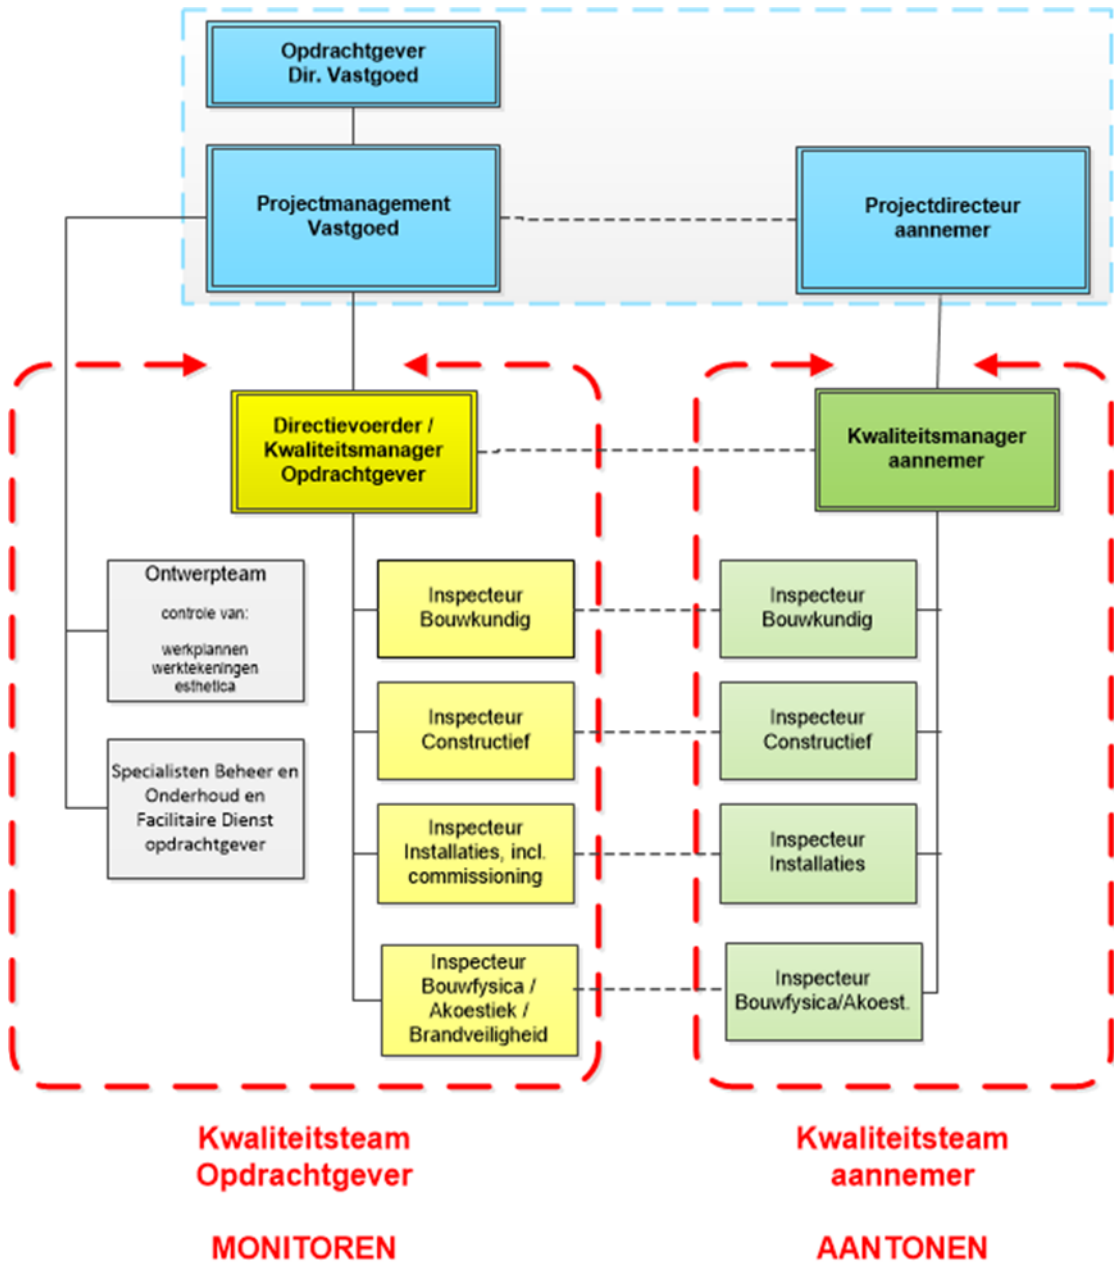 Opdrachtgever
Dir. Vastgoed
Projectmanagement
Vastgoed
Projectdirecteur
aannemer
Directievoerder /
Kwaliteitsmanager
Opdrachtgever
Kwaliteitsmanager
aannemer
Ontwerpteam
controle van:
werkplannen
werktekeningen
esthetica
Inspecteur
Bouwkundig
Inspecteur
Bouwkundig
Inspecteur
Constructief
Inspecteur
Constructief
Specialisten Beheer en
Onderhoud en
Facilitaire Dienst
opdrachtgever
Inspecteur
Installaties, incl.
commissioning
Inspecteur
Installaties
Inspecteur
Bouwfysica /
Akoestiek /
Brandveiligheid
Inspecteur
Bouwfysica/Akoest.
Kwaliteitsteam
Opdrachtgever
MONITOREN
Kwaliteitsteam
aannemer
AANTONEN